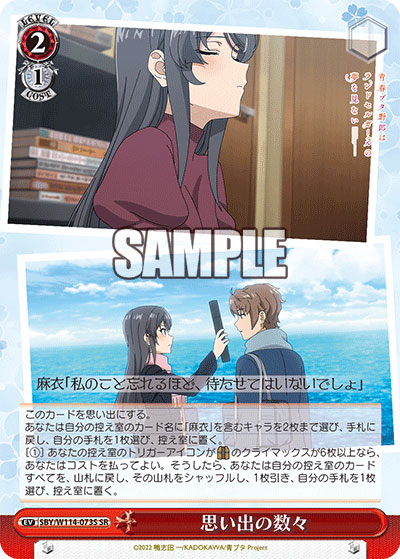 LEVEL
2
1
COST
青春ブタ野郎は
ランドセルガールの
夢を見ない
SAMPLE
麻衣「私のこと忘れるほど、待たせてはいないでしょ」
このカードを思い出にする。
あなたは自分の控え室のカード名に「麻衣」を含むキャラを2枚まで選び、手札に
戻し、自分の手札を1枚選び、控え室に置く。
[①] あなたの控え室のトリガーアイコンが のクライマックスが6枚以上なら、
あなたはコストを払ってよい。そうしたら、あなたは自分の控え室のカード
すべてを、山札に戻し、その山札をシャッフルし、1枚引き、自分の手札を1枚
選び、控え室に置く。
EV SBY/W114-073S SR
思い出の数々
©2022 鴨志田 一/KADOKAWA/青ブタ Project